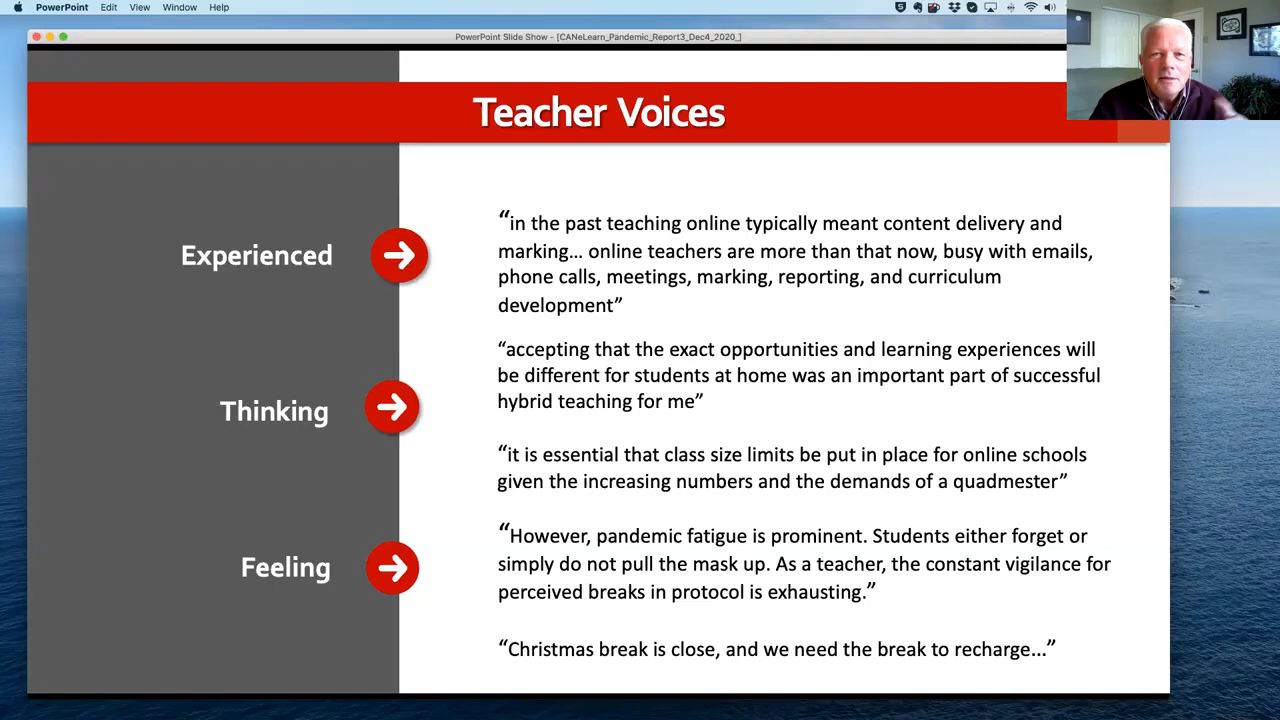 PowerPoint Edit View Window Help
PowerPoint Slide Show - [CANeLearn_Pandemic_Report3_Dec4_2020_]
Teacher Voices
Experienced
“in the past teaching online typically meant content delivery and
marking... online teachers are more than that now, busy with emails,
phone calls, meetings, marking, reporting, and curriculum
development”
Thinking
“accepting that the exact opportunities and learning experiences will
be different for students at home was an important part of successful
hybrid teaching for me”
“it is essential that class size limits be put in place for online schools
given the increasing numbers and the demands of a quadmester”
Feeling
“However, pandemic fatigue is prominent. Students either forget or
simply do not pull the mask up. As a teacher, the constant vigilance for
perceived breaks in protocol is exhausting.”
“Christmas break is close, and we need the break to recharge...”